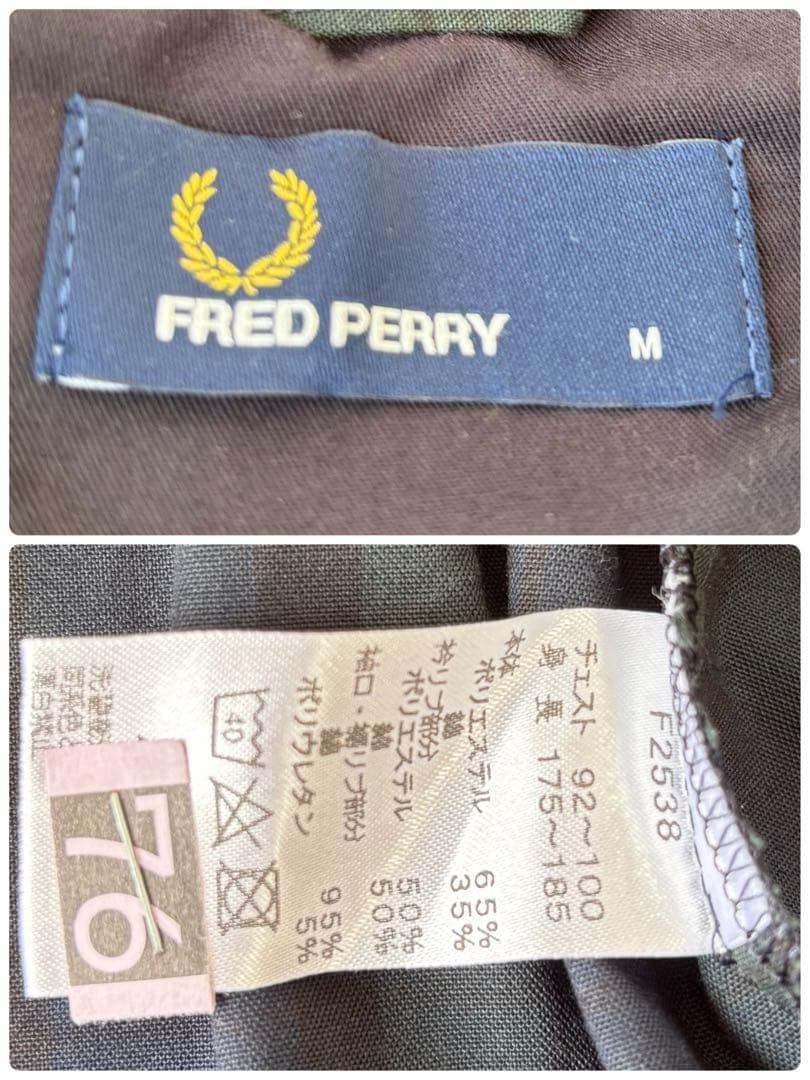 FRED PERRY
M
F2538
チェスト 92～100
身長 175～185
本体
ポリエステル 65%
綿 35%
衿リブ部分
ポリエステル 50%
綿 50%
袖口・裾リブ部分
綿 95%
ポリウレタン 5%
40
76